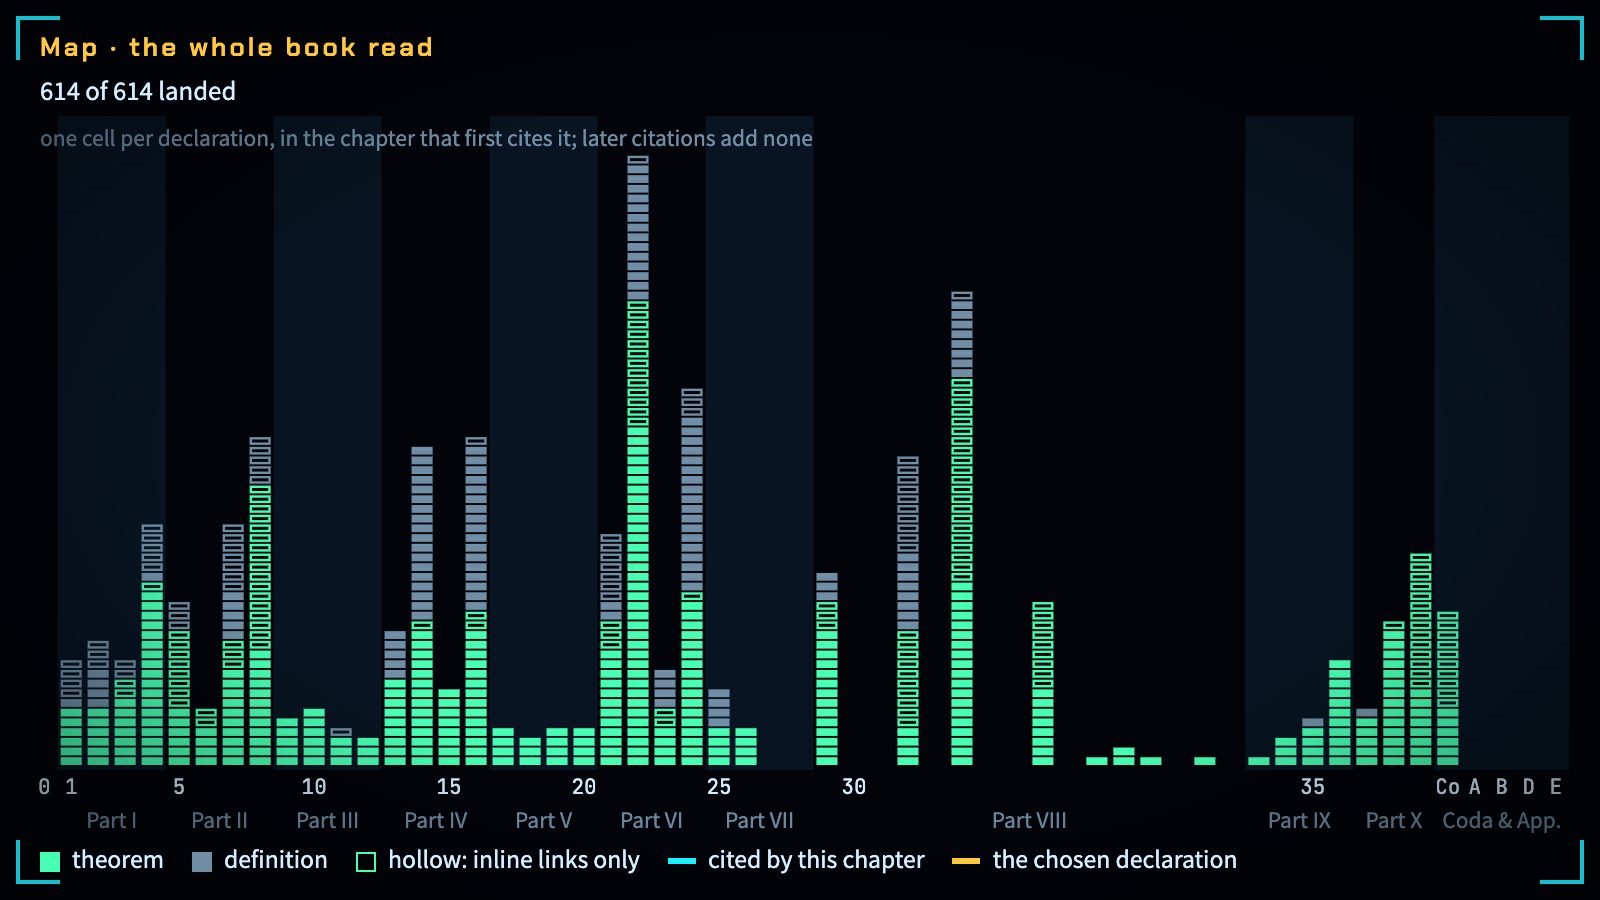 Map · the whole book read
614 of 614 landed
one cell per declaration, in the chapter that first cites it; later citations add none
0 1 5 10 15 20 25 30 35 Co A B D E
Part I Part II Part III Part IV Part V Part VI Part VII Part VIII Part IX Part X Coda & App.
theorem definition hollow: inline links only cited by this chapter the chosen declaration